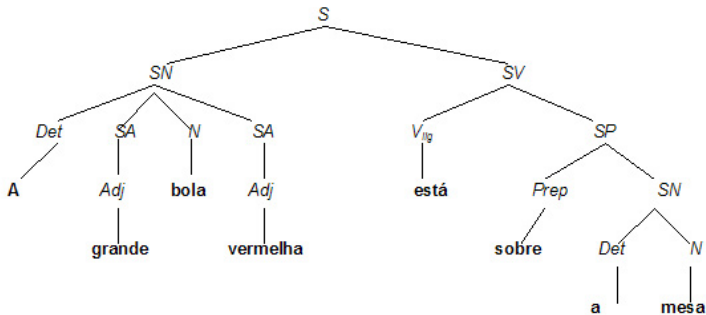 S
SN SV
Det SA N SA Vlig SP
A Adj bola Adj está Prep SN
grande vermelha sobre Det N
a mesa